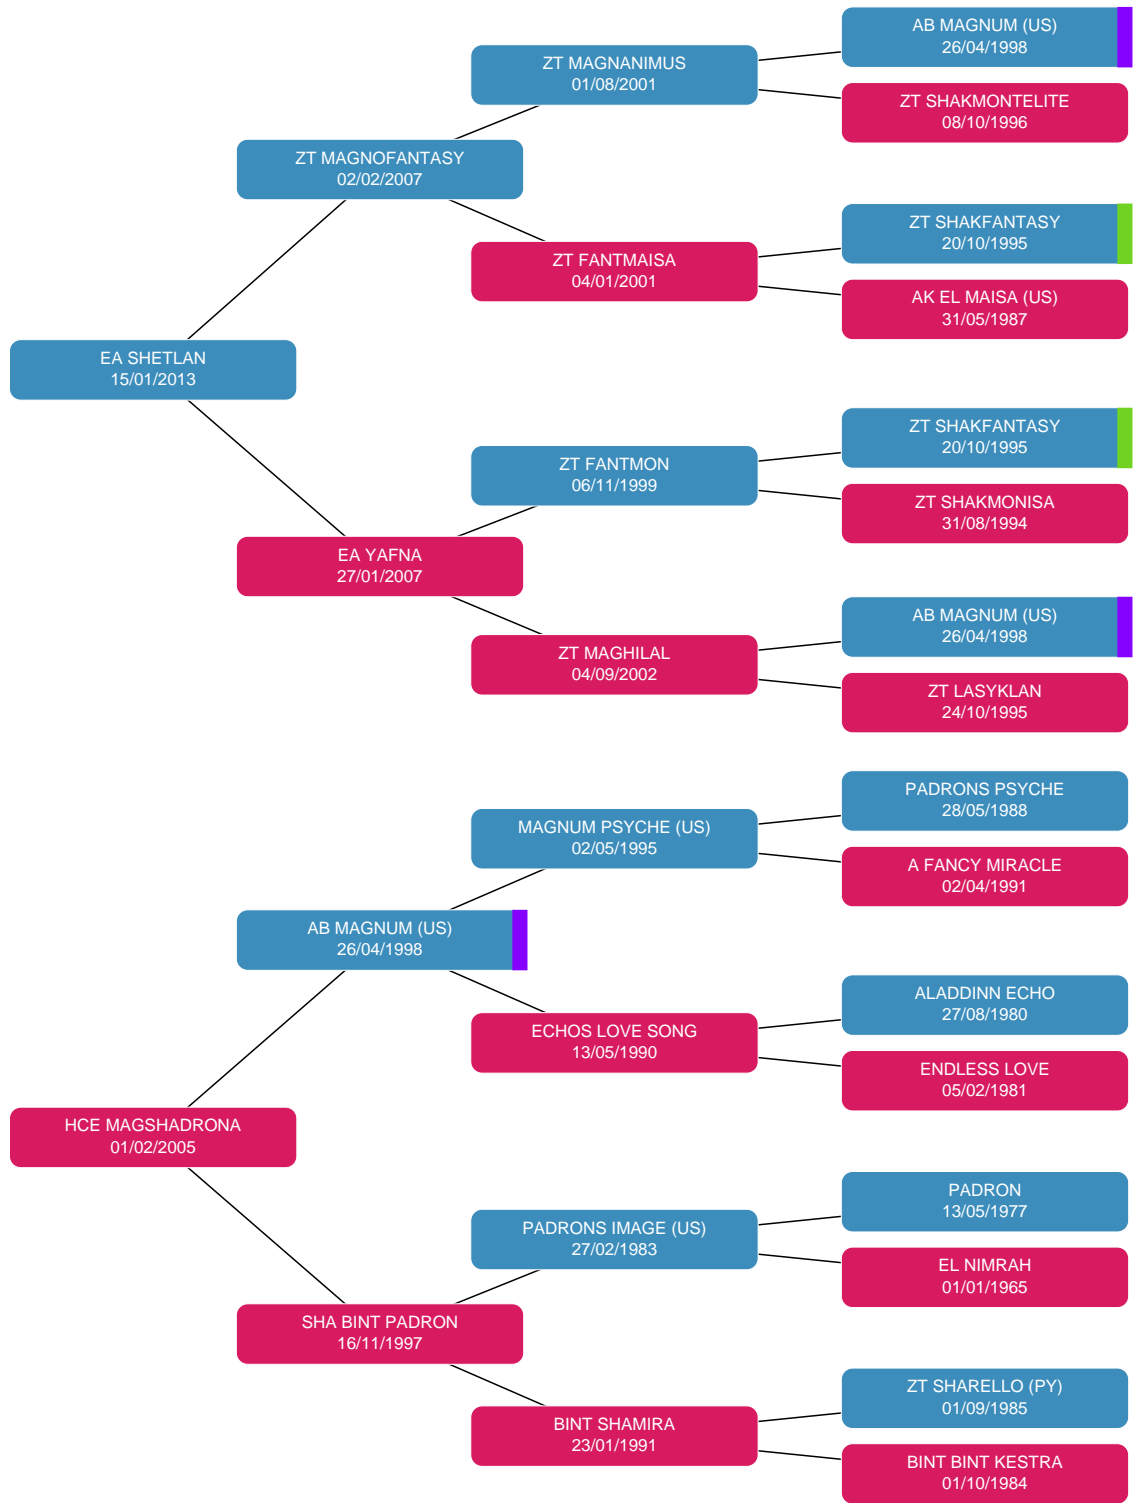 AB MAGNUM (US)
26/04/1998
ZT MAGNANIMUS
01/08/2001
ZT SHAKMONTELITE
08/10/1996
ZT MAGNOFANTASY
02/02/2007
ZT SHAKFANTASY
20/10/1995
ZT FANTMAISA
04/01/2001
AK EL MAISA (US)
31/05/1987
EA SHETLAN
15/01/2013
ZT SHAKFANTASY
20/10/1995
ZT FANTMON
06/11/1999
ZT SHAKMONISA
31/08/1994
EA YAFNA
27/01/2007
AB MAGNUM (US)
26/04/1998
ZT MAGHILAL
04/09/2002
ZT LASYKLAN
24/10/1995
PADRONS PSYCHE
28/05/1988
MAGNUM PSYCHE (US)
02/05/1995
A FANCY MIRACLE
02/04/1991
AB MAGNUM (US)
26/04/1998
ALADDINN ECHO
27/08/1980
ECHOS LOVE SONG
13/05/1990
ENDLESS LOVE
05/02/1981
HCE MAGSHADRONA
01/02/2005
PADRON
13/05/1977
PADRONS IMAGE (US)
27/02/1983
EL NIMRAH
01/01/1965
SHA BINT PADRON
16/11/1997
ZT SHARELLO (PY)
01/09/1985
BINT SHAMIRA
23/01/1991
BINT BINT KESTRA
01/10/1984